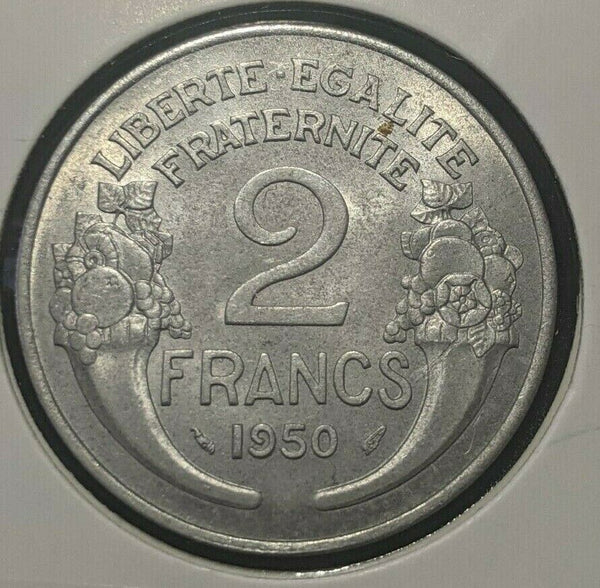 LIBERTE·EGALITE
FRATERNITE
2
FRANCS
1950